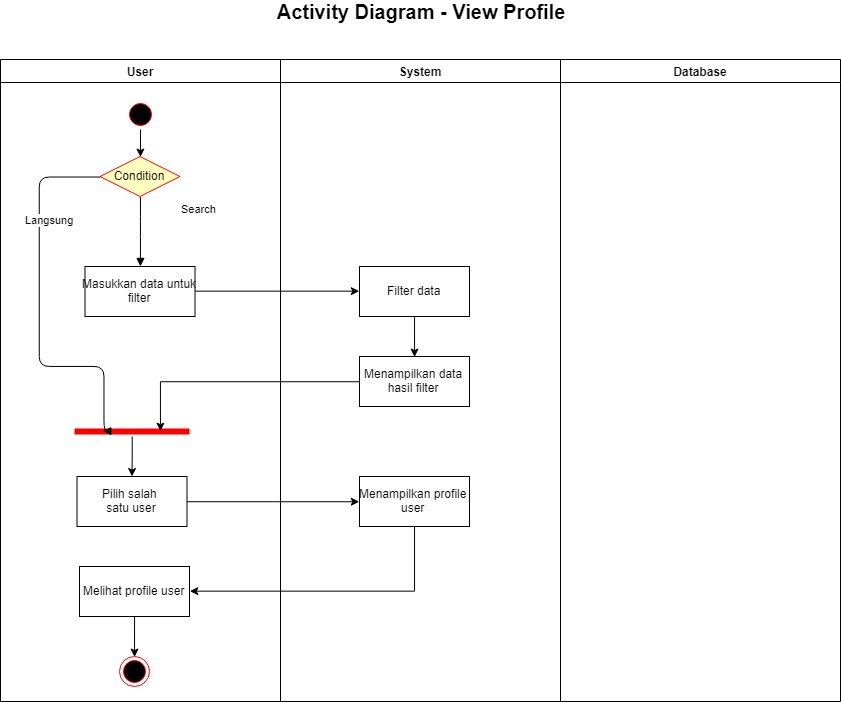 Activity Diagram - View Profile
User
System
Database
Condition
Search
Langsung
Masukkan data untuk
filter
Filter data
Menampilkan data
hasil filter
Pilih salah
satu user
Menampilkan profile
user
Melihat profile user